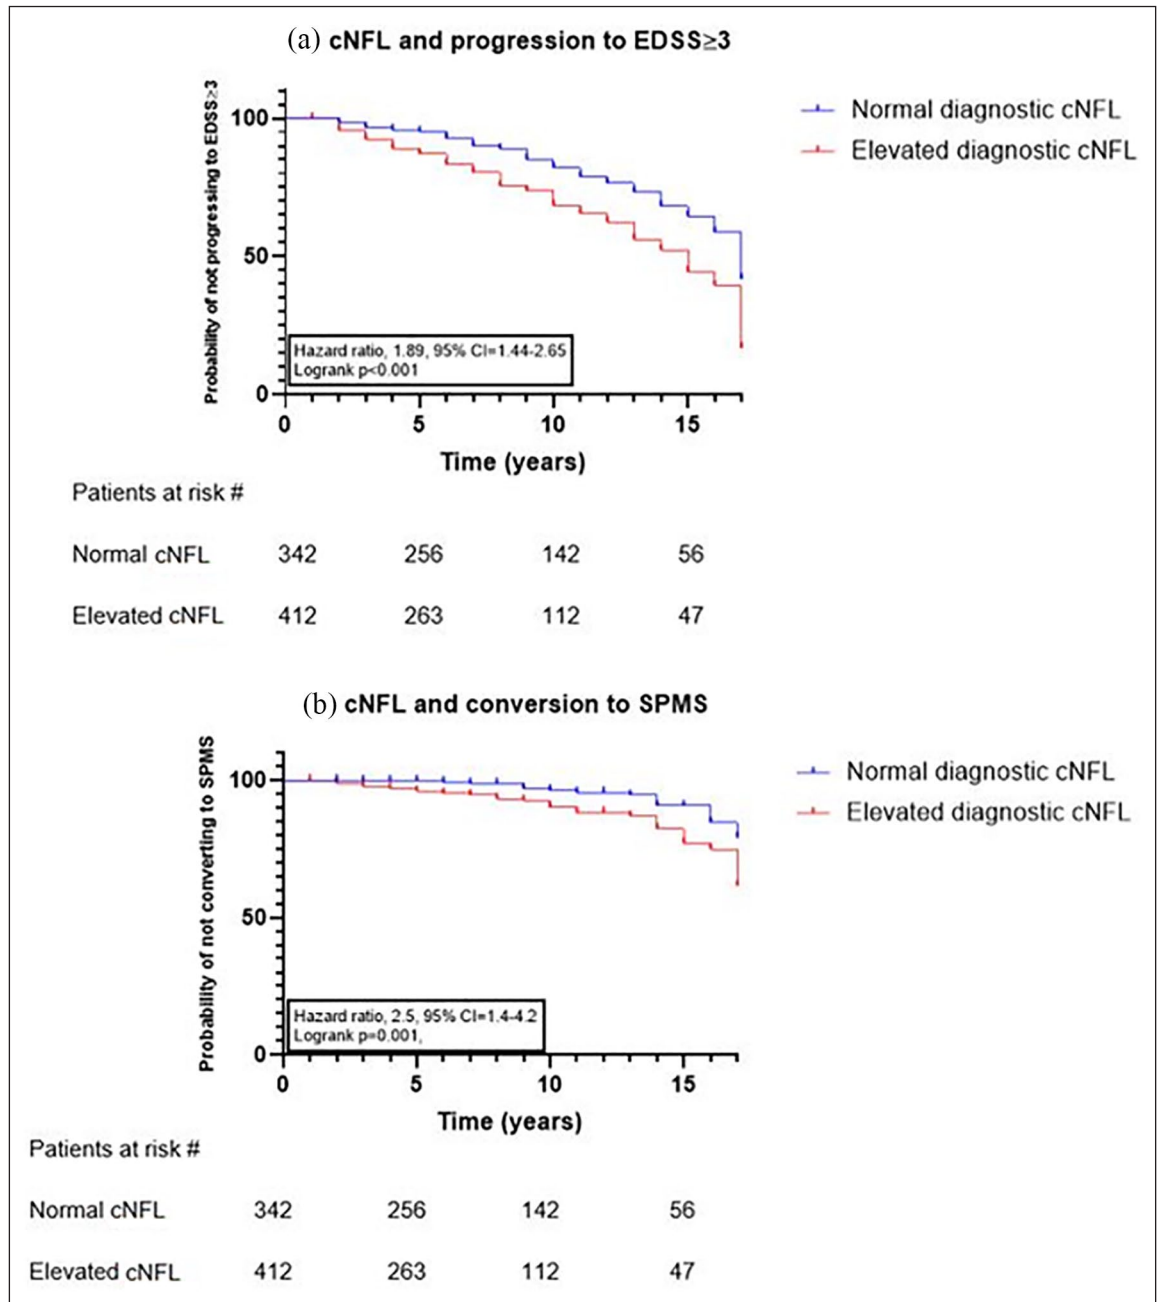 (a) cNFL and progression to EDSS≥3
Probability of not progressing to EDSS≥3
100
50
0
Normal diagnostic cNFL
Elevated diagnostic cNFL
Hazard ratio, 1.89, 95% CI=1.44-2.65
Logrank p<0.001
0 5 10 15
Time (years)
Patients at risk #
Normal cNFL 342 256 142 56
Elevated cNFL 412 263 112 47
(b) cNFL and conversion to SPMS
Probability of not converting to SPMS
100
50
0
Normal diagnostic cNFL
Elevated diagnostic cNFL
Hazard ratio, 2.5, 95% CI=1.4-4.2
Logrank p=0.001,
0 5 10 15
Time (years)
Patients at risk #
Normal cNFL 342 256 142 56
Elevated cNFL 412 263 112 47